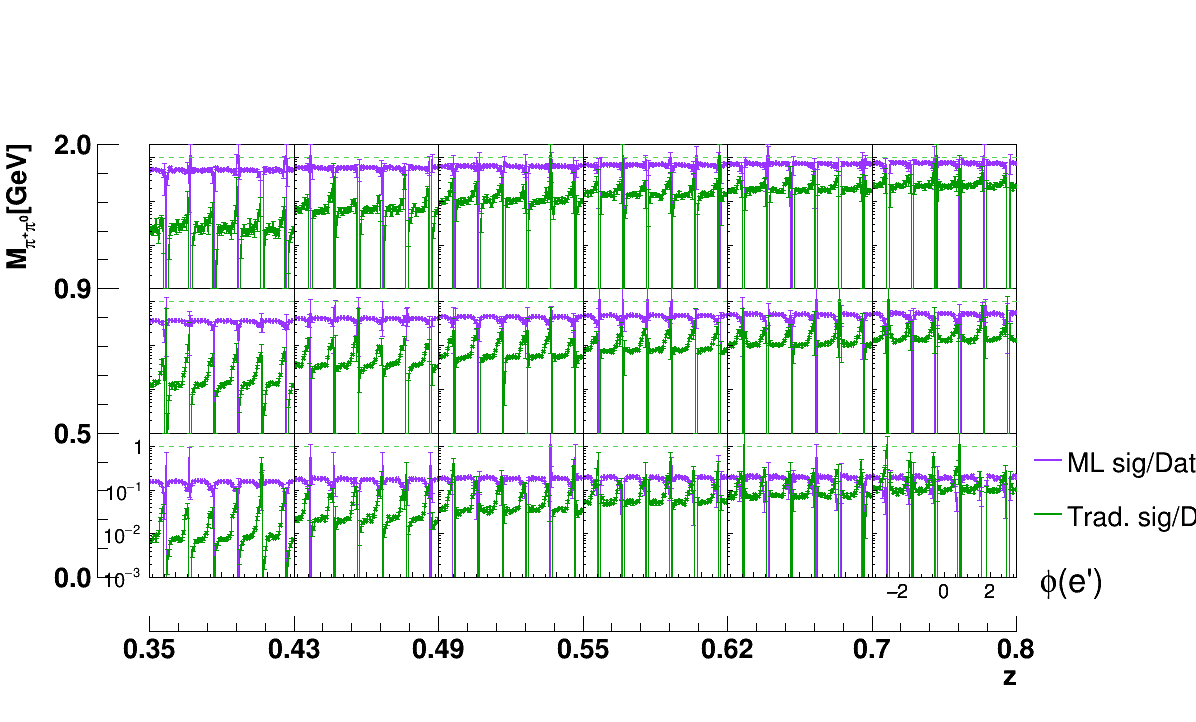 M_{π⁺π⁰}[GeV]
2.0
0.9
0.5
0.0
1
10⁻¹
10⁻²
10⁻³
ML sig/Dat
Trad. sig/D
−2 0 2
ϕ(e')
0.35 0.43 0.49 0.55 0.62 0.7 0.8
z